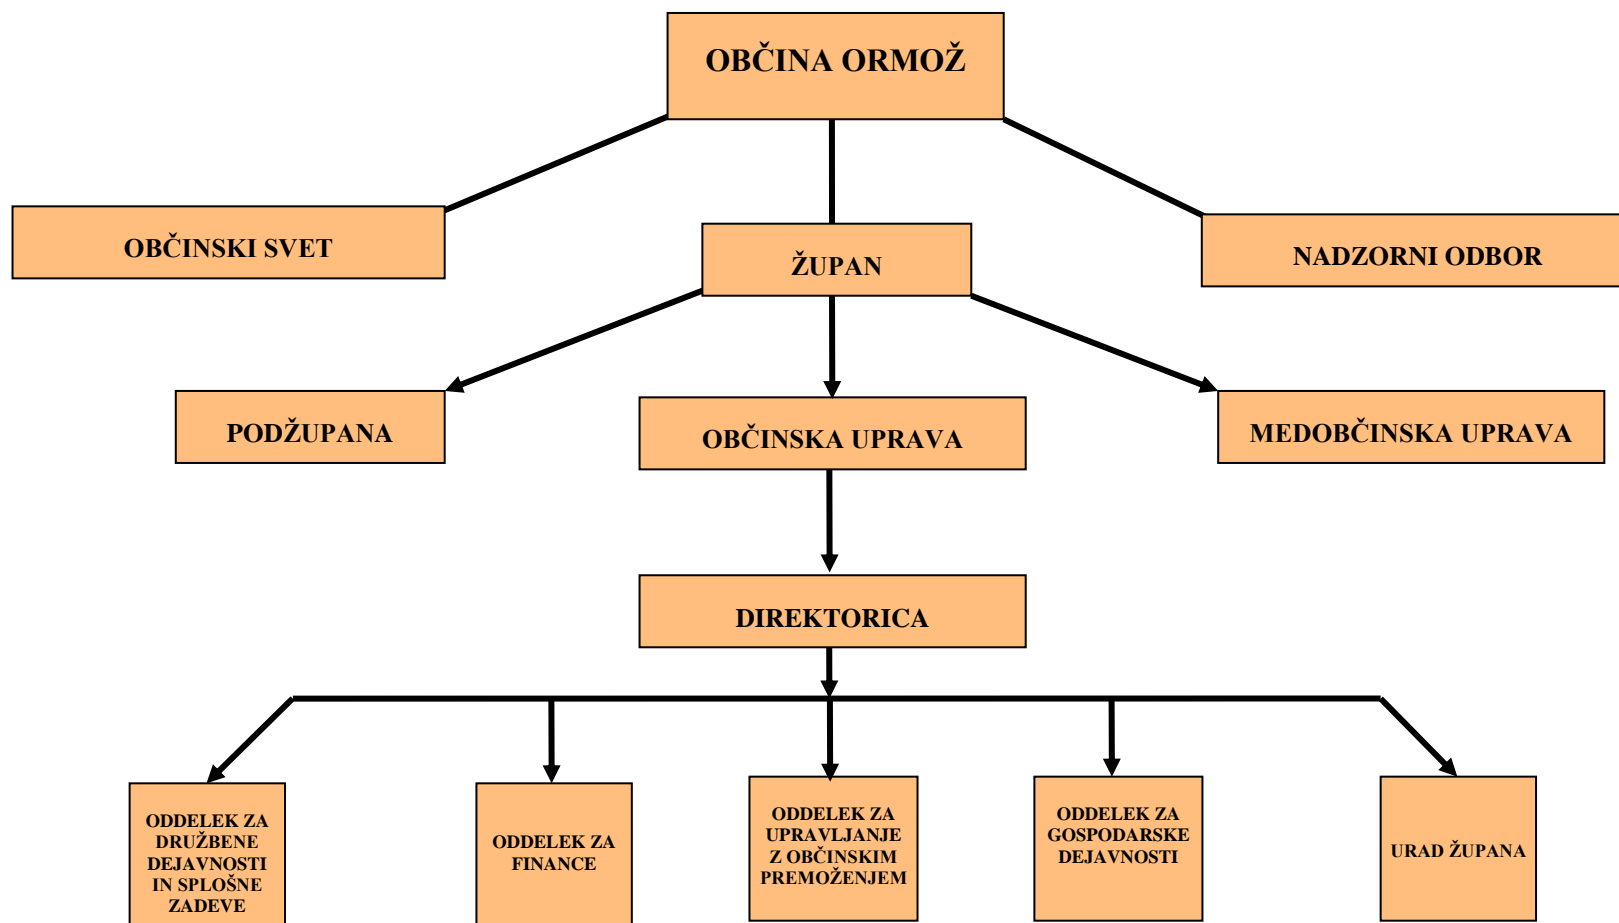 OBČINA ORMOŽ
OBČINSKI SVET
ŽUPAN
NADZORNI ODBOR
PODŽUPANA
OBČINSKA UPRAVA
MEDOBČINSKA UPRAVA
DIREKTORICA
ODDELEK ZA
DRUŽBENE
DEJAVNOSTI
IN SPLOŠNE
ZADEVE
ODDELEK ZA
FINANCE
ODDELEK ZA
UPRAVLJANJE
Z OBČINSKIM
PREMOŽENJEM
ODDELEK ZA
GOSPODARSKE
DEJAVNOSTI
URAD ŽUPANA